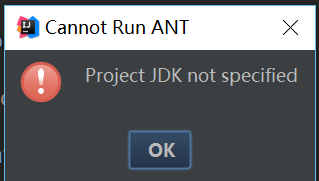 Cannot Run ANT
Project JDK not specified
OK